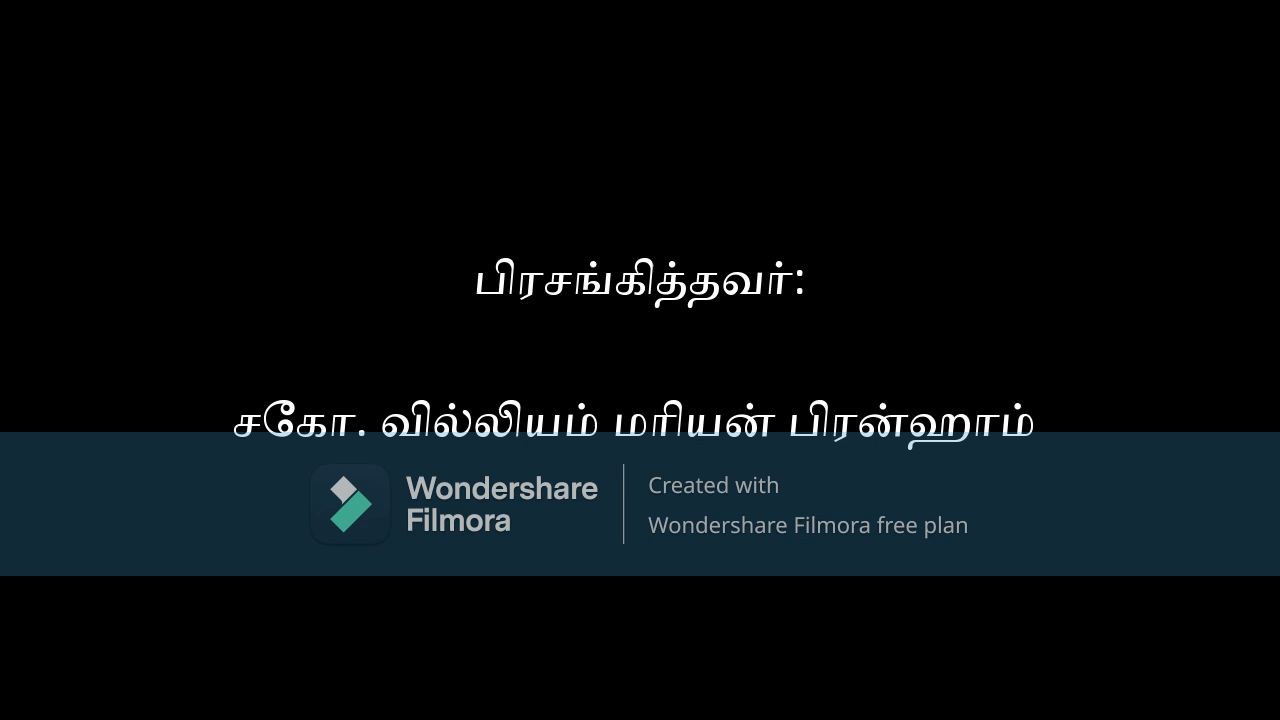 பிரசங்கித்தவர்:
சகோ. வில்லியம் மரியன் பிரன்ஹாம்
Wondershare
Filmora
Created with
Wondershare Filmora free plan